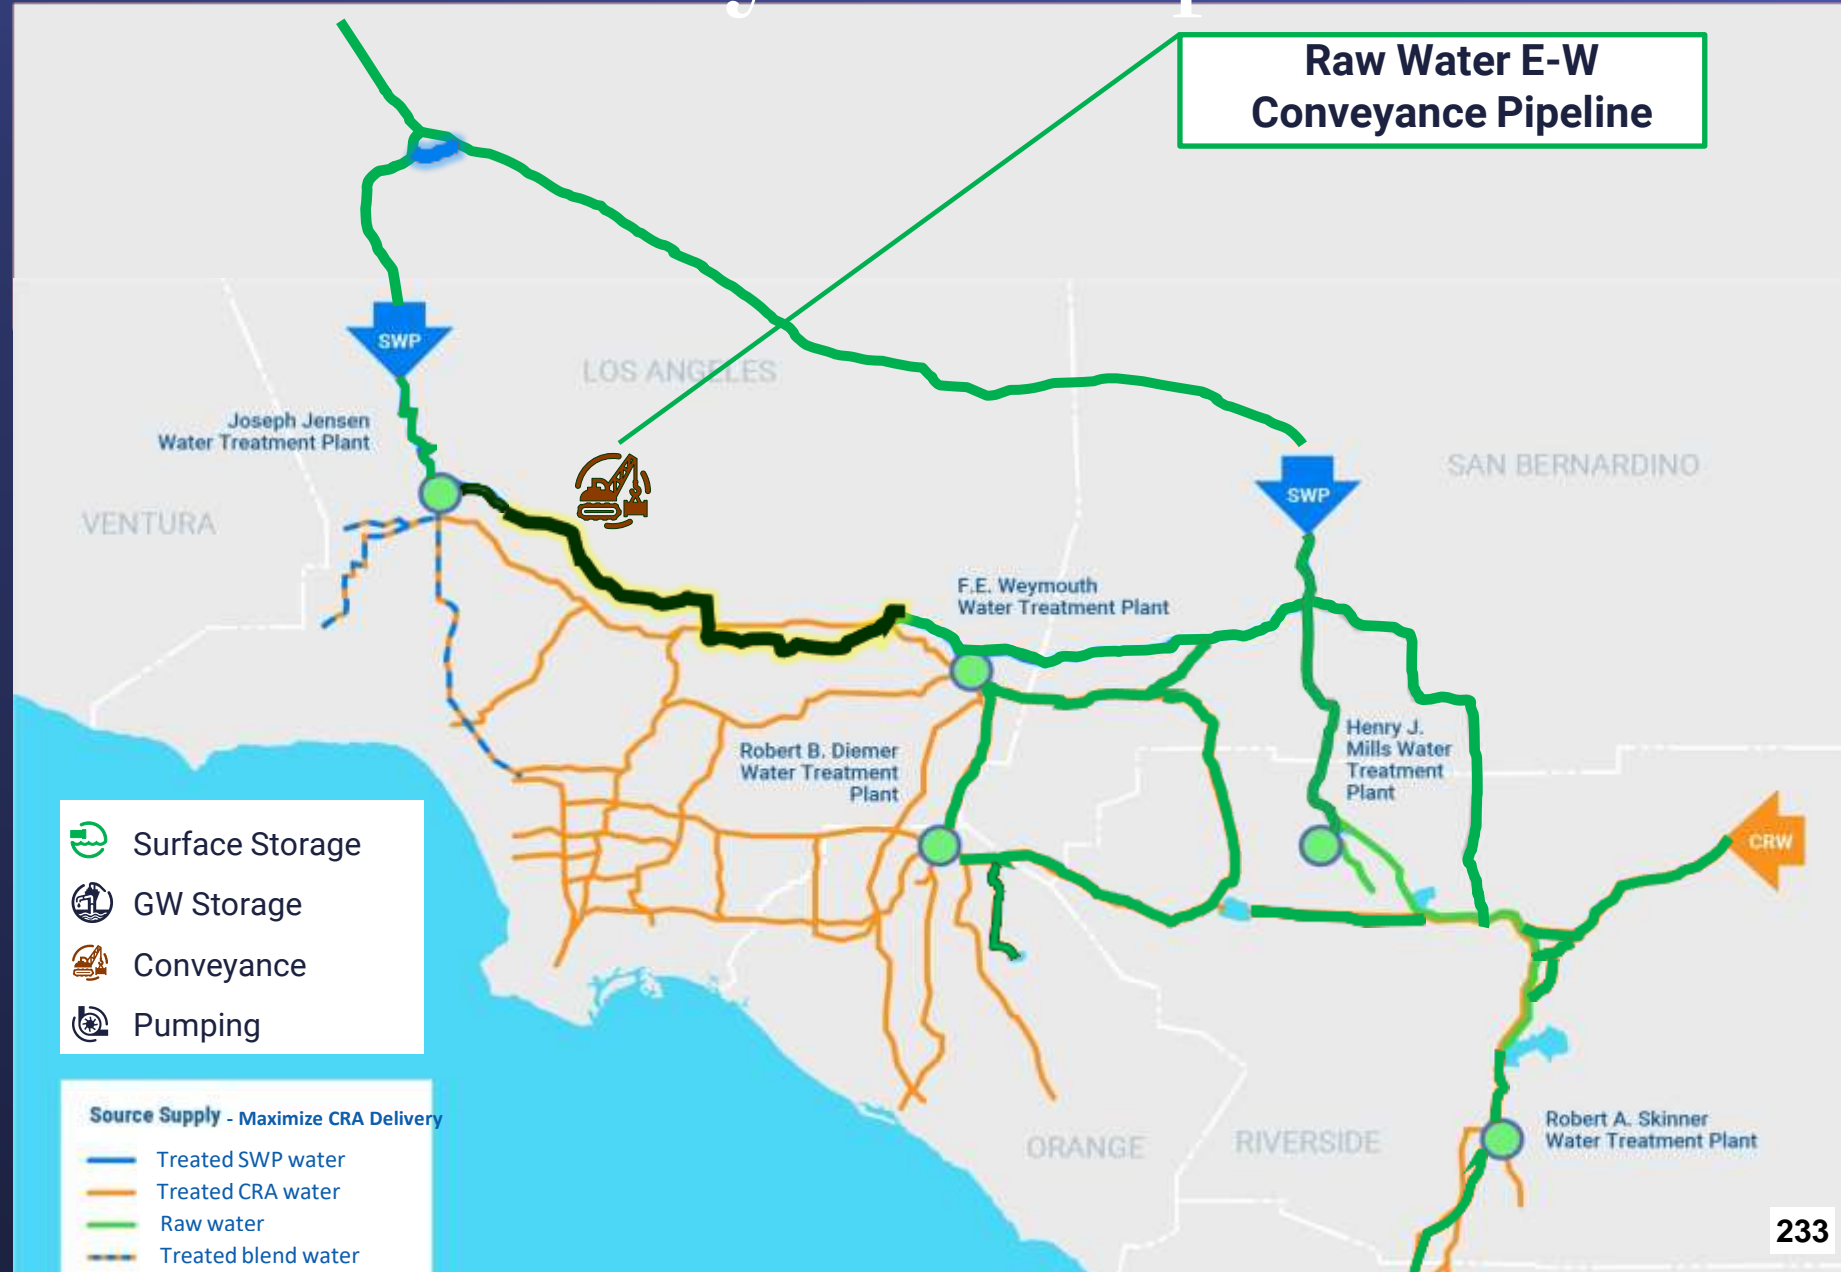 Raw Water E-W
Conveyance Pipeline
SWP
LOS ANGELES
Joseph Jensen
Water Treatment Plant
SAN BERNARDINO
SWP
VENTURA
F.E. Weymouth
Water Treatment Plant
Henry J.
Mills Water
Treatment
Plant
Robert B. Diemer
Water Treatment
Plant
CRW
Surface Storage
GW Storage
Conveyance
Pumping
Source Supply - Maximize CRA Delivery
Treated SWP water
Treated CRA water
Raw water
Treated blend water
ORANGE
RIVERSIDE
Robert A. Skinner
Water Treatment Plant
233